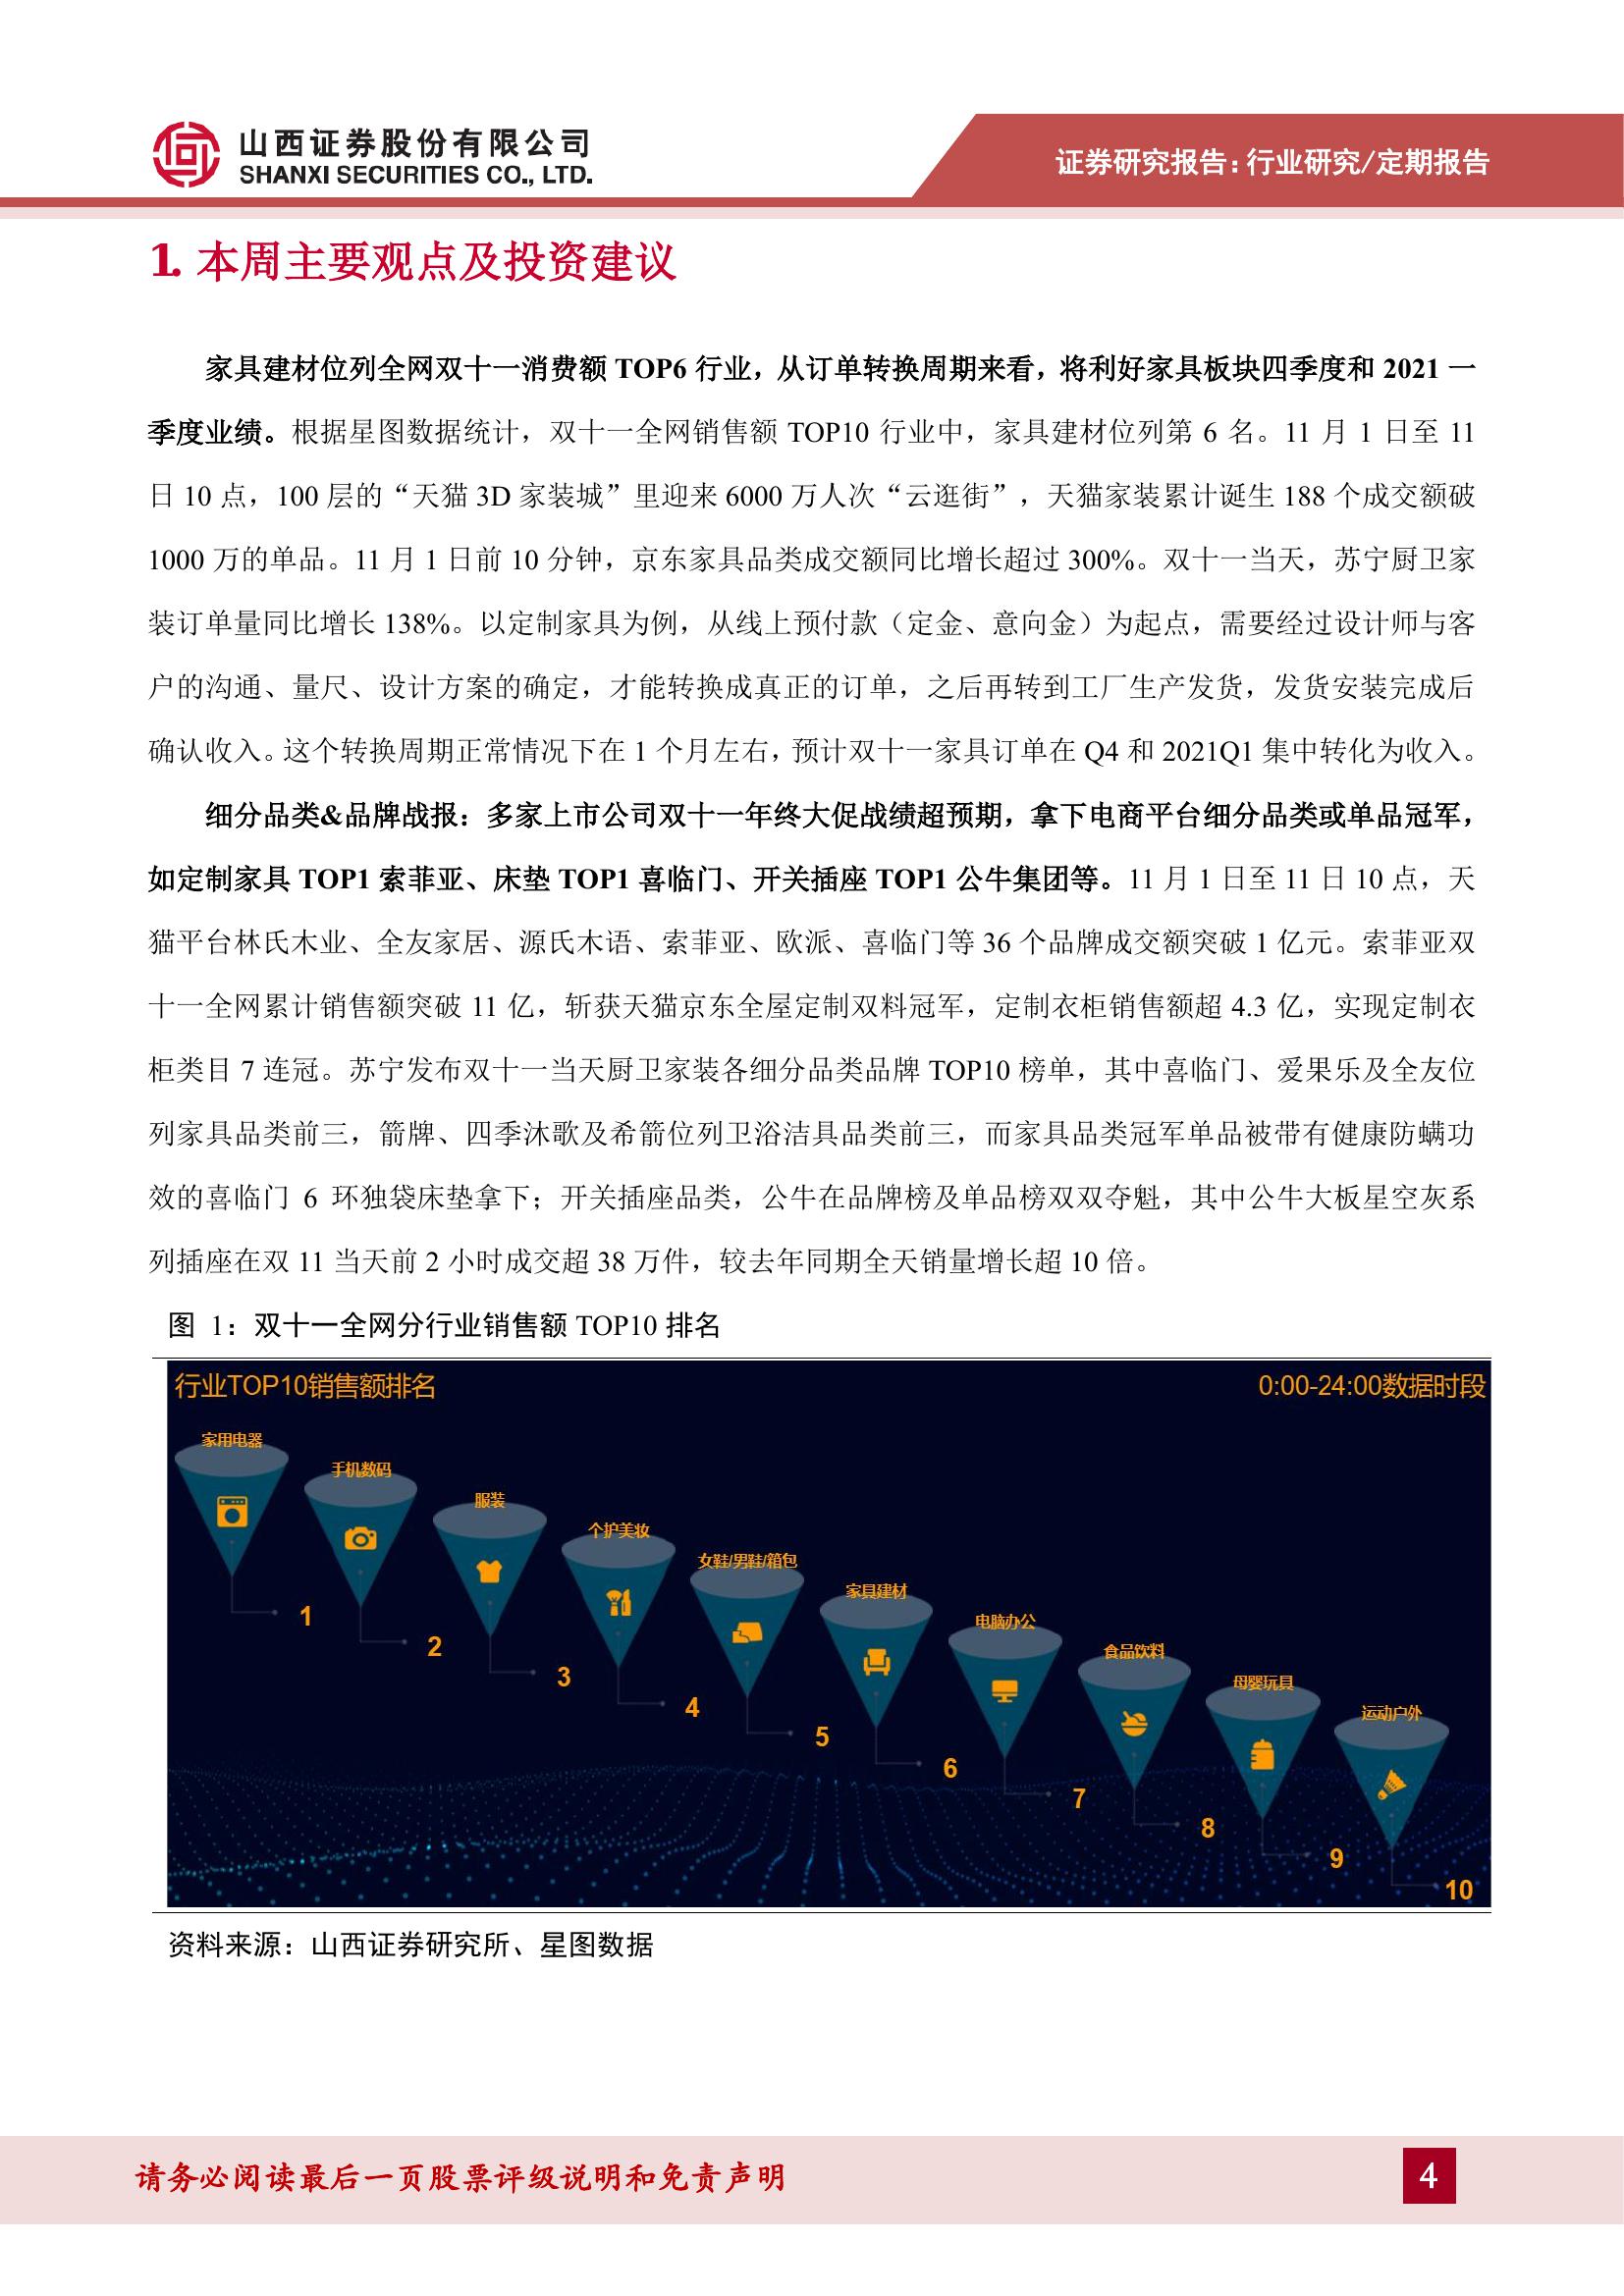 山西证券股份有限公司
SHANXI SECURITIES CO., LTD.
证券研究报告：行业研究/定期报告
1. 本周主要观点及投资建议
家具建材位列全网双十一消费额 TOP6 行业，从订单转换周期来看，将利好家具板块四季度和 2021 一
季度业绩。根据星图数据统计，双十一全网销售额 TOP10 行业中，家具建材位列第 6 名。11 月 1 日至 11
日 10 点，100 层的“天猫 3D 家装城”里迎来 6000 万人次“云逛街”，天猫家装累计诞生 188 个成交额破
1000 万的单品。11 月 1 日前 10 分钟，京东家具品类成交额同比增长超过 300%。双十一当天，苏宁厨卫家
装订单量同比增长 138%。以定制家具为例，从线上预付款（定金、意向金）为起点，需要经过设计师与客
户的沟通、量尺、设计方案的确定，才能转换成真正的订单，之后再转到工厂生产发货，发货安装完成后
确认收入。这个转换周期正常情况下在 1 个月左右，预计双十一家具订单在 Q4 和 2021Q1 集中转化为收入。
细分品类&品牌战报：多家上市公司双十一年终大促战绩超预期，拿下电商平台细分品类或单品冠军，
如定制家具 TOP1 索菲亚、床垫 TOP1 喜临门、开关插座 TOP1 公牛集团等。11 月 1 日至 11 日 10 点，天
猫平台林氏木业、全友家居、源氏木语、索菲亚、欧派、喜临门等 36 个品牌成交额突破 1 亿元。索菲亚双
十一全网累计销售额突破 11 亿，斩获天猫京东全屋定制双料冠军，定制衣柜销售额超 4.3 亿，实现定制衣
柜类目 7 连冠。苏宁发布双十一当天厨卫家装各细分品类品牌 TOP10 榜单，其中喜临门、爱果乐及全友位
列家具品类前三，箭牌、四季沐歌及希箭位列卫浴洁具品类前三，而家具品类冠军单品被带有健康防螨功
效的喜临门 6 环独袋床垫拿下；开关插座品类，公牛在品牌榜及单品榜双双夺魁，其中公牛大板星空灰系
列插座在双 11 当天前 2 小时成交超 38 万件，较去年同期全天销量增长超 10 倍。
图 1：双十一全网分行业销售额 TOP10 排名
行业TOP10销售额排名
0:00-24:00数据时段
家用电器
手机数码
服装
个护美妆
女鞋/男鞋/箱包
家具建材
电脑办公
食品饮料
母婴玩具
运动户外
1
2
3
4
5
6
7
8
9
10
资料来源：山西证券研究所、星图数据
请务必阅读最后一页股票评级说明和免责声明
4